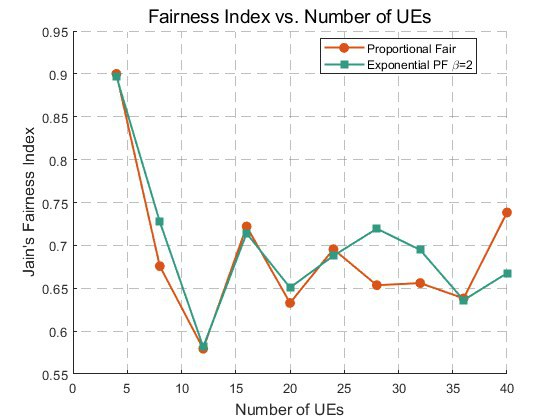 Fairness Index vs. Number of UEs
Proportional Fair
Exponential PF β=2
Jain's Fairness Index
0.95
0.9
0.85
0.8
0.75
0.7
0.65
0.6
0.55
0 5 10 15 20 25 30 35 40
Number of UEs